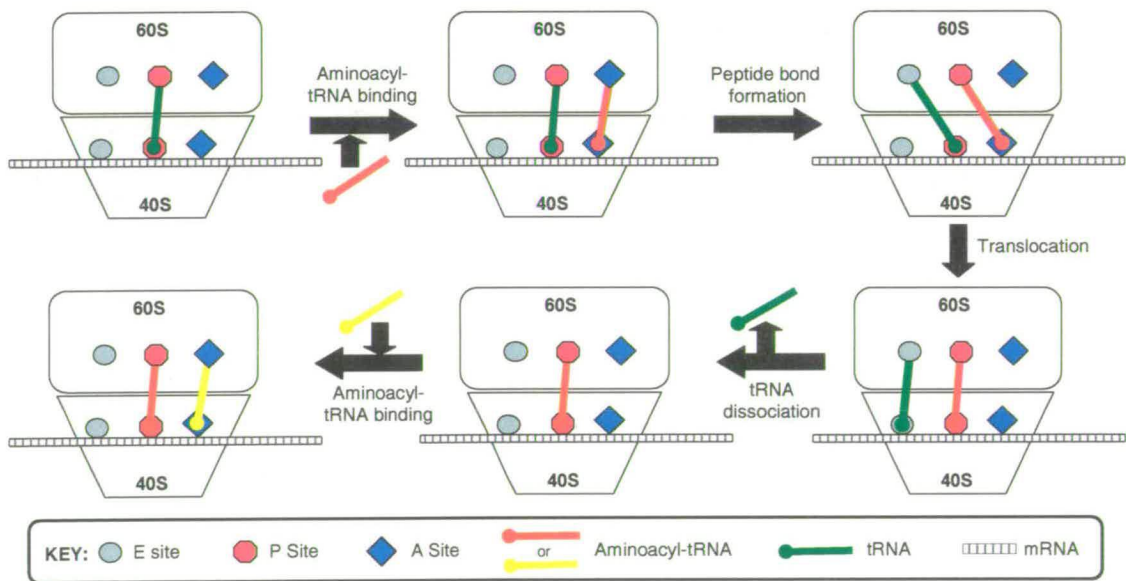 60S
40S
Aminoacyl-
tRNA binding
60S
40S
Peptide bond
formation
60S
40S
Translocation
60S
40S
Aminoacyl-
tRNA binding
60S
40S
tRNA
dissociation
60S
40S
KEY: E site P Site A Site or Aminoacyl-tRNA tRNA mRNA